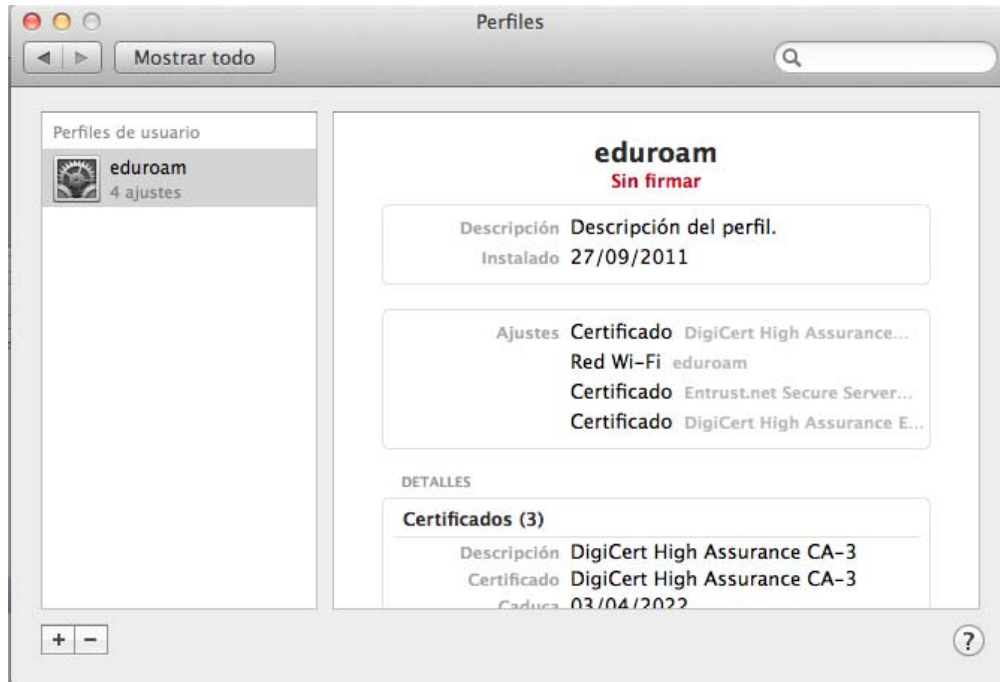 Perfiles
Mostrar todo
Perfiles de usuario
eduroam
4 ajustes
eduroam
Sin firmar
Descripción Descripción del perfil.
Instalado 27/09/2011
Ajustes Certificado DigiCert High Assurance...
Red Wi-Fi eduroam
Certificado Entrust.net Secure Server...
Certificado DigiCert High Assurance E...
DETALLES
Certificados (3)
Descripción DigiCert High Assurance CA-3
Certificado DigiCert High Assurance CA-3
Caduca 03/04/2022
+ −
?